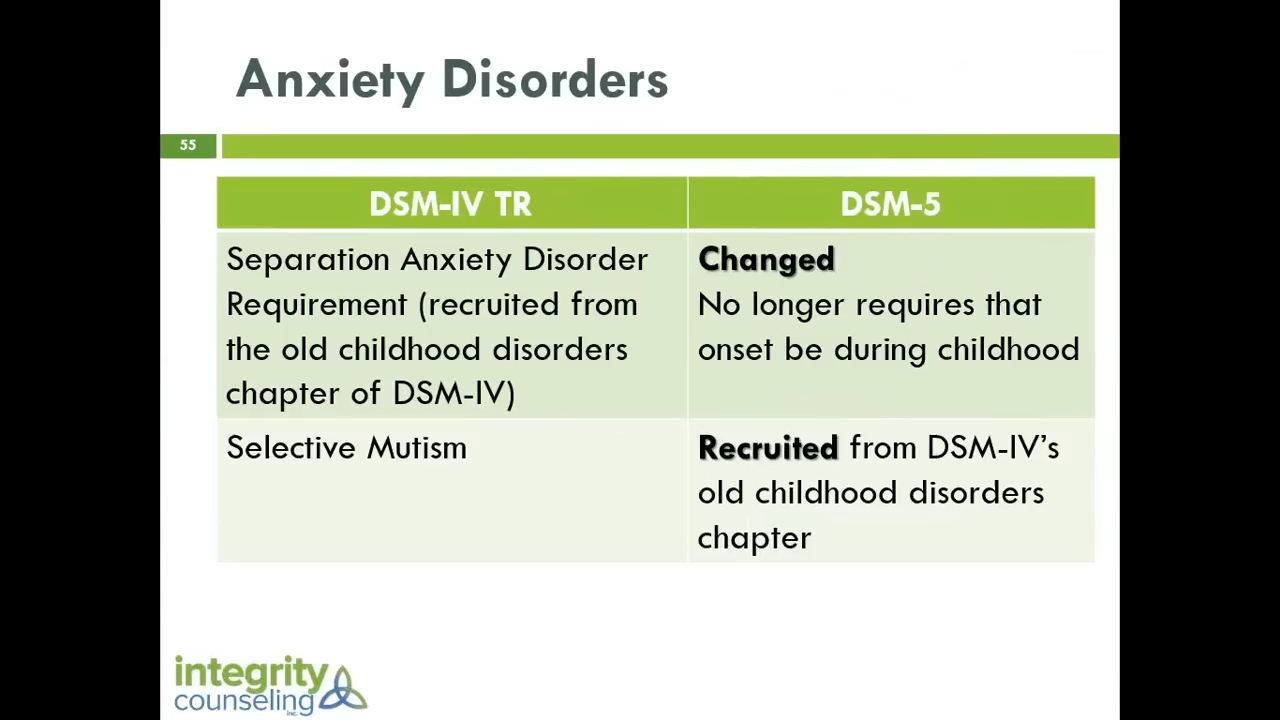 Anxiety Disorders
55
DSM-IV TR
DSM-5
Separation Anxiety Disorder
Requirement (recruited from
the old childhood disorders
chapter of DSM-IV)
Changed
No longer requires that
onset be during childhood
Selective Mutism
Recruited from DSM-IV’s
old childhood disorders
chapter
integrity
counseling
inc.